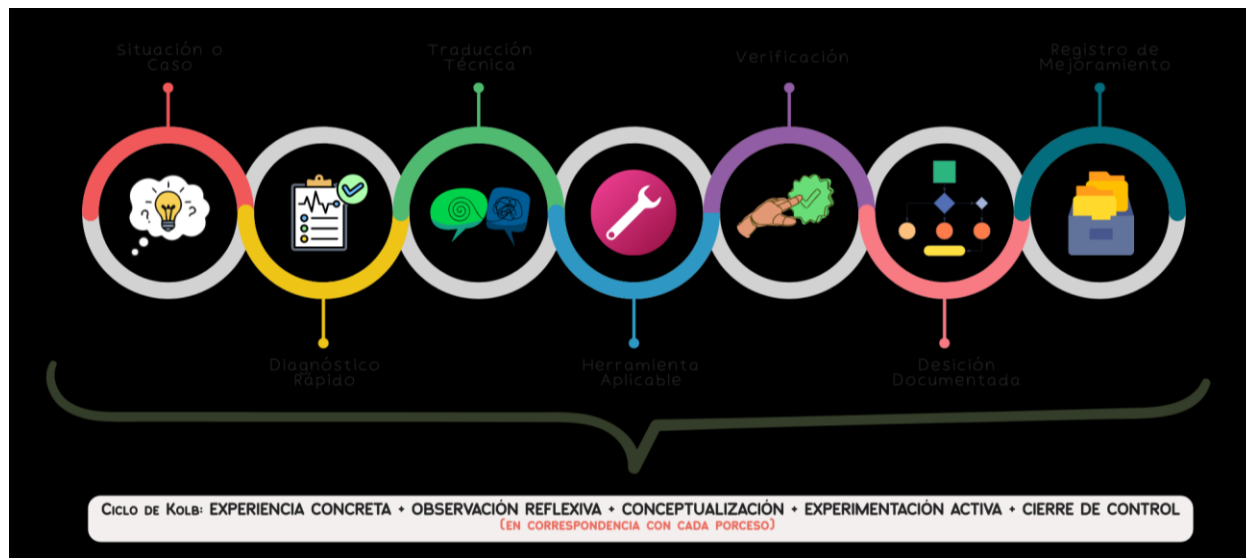 Situación o
Caso
Traducción
Técnica
Verificación
Registro de
Mejoramiento
Diagnóstico
Rápido
Herramienta
Aplicable
Desición
Documentada
Ciclo de Kolb: EXPERIENCIA CONCRETA + OBSERVACIÓN REFLEXIVA + CONCEPTUALIZACIÓN + EXPERIMENTACIÓN ACTIVA + CIERRE DE CONTROL
(EN CORRESPONDENCIA CON CADA PORCESO)